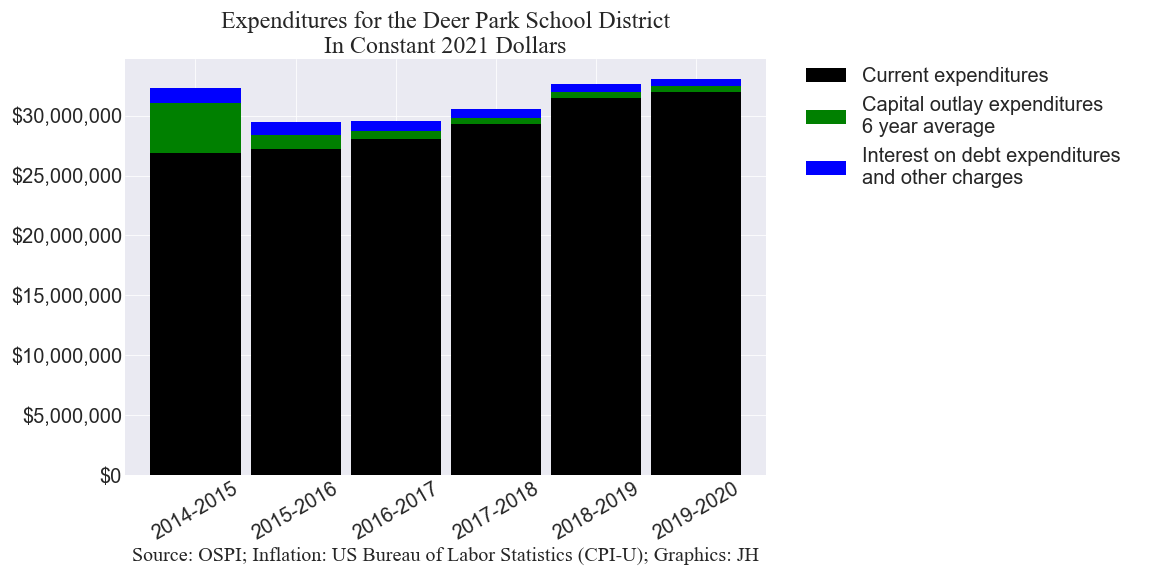 Expenditures for the Deer Park School District
In Constant 2021 Dollars
Current expenditures
Capital outlay expenditures
6 year average
Interest on debt expenditures
and other charges
$30,000,000
$25,000,000
$20,000,000
$15,000,000
$10,000,000
$5,000,000
$0
2014-2015
2015-2016
2016-2017
2017-2018
2018-2019
2019-2020
Source: OSPI; Inflation: US Bureau of Labor Statistics (CPI-U); Graphics: JH